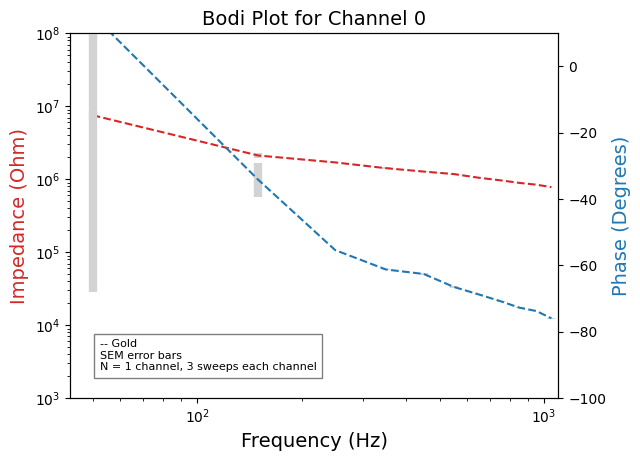 Bodi Plot for Channel 0
Impedance (Ohm)
10^8
10^7
10^6
10^5
10^4
10^3
-- Gold
SEM error bars
N = 1 channel, 3 sweeps each channel
0
−20
−40
−60
−80
−100
Phase (Degrees)
10^2
10^3
Frequency (Hz)